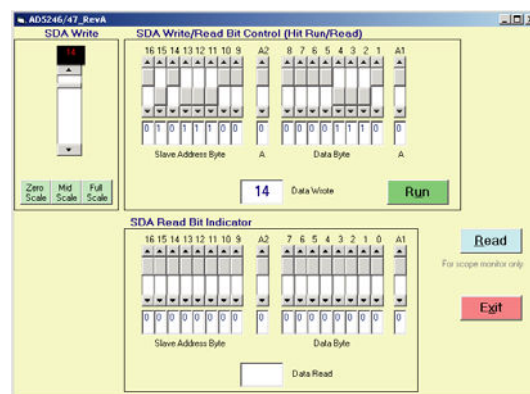 AD5246/47_RevA
SDA Write
SDA Write/Read Bit Control (Hit Run/Read)
14
16 15 14 13 12 11 10 9 A2 8 7 6 5 4 3 2 1 A1
0 1 0 1 1 1 0 0 0 0 0 0 0 1 1 1 0 0
Slave Address Byte A Data Byte A
Zero Scale
Mid Scale
Full Scale
14 Data Wrote
Run
SDA Read Bit Indicator
16 15 14 13 12 11 10 9 A2 7 6 5 4 3 2 1 0 A1
0 0 0 0 0 0 0 0 0 0 0 0 0 0 0 0 0 0
Slave Address Byte Data Byte
Data Read
Read
For scope monitor only
Exit